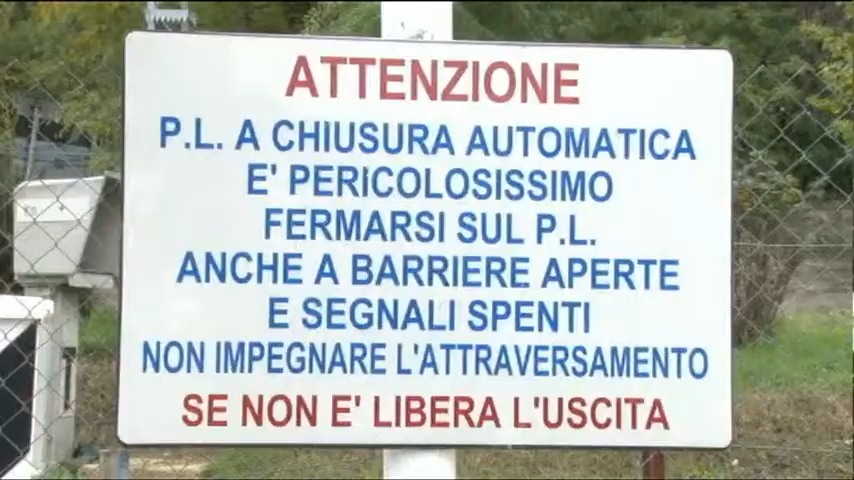 ATTENZIONE
P.L. A CHIUSURA AUTOMATICA
E' PERICOLOSISSIMO
FERMARSI SUL P.L.
ANCHE A BARRIERE APERTE
E SEGNALI SPENTI
NON IMPEGNARE L'ATTRAVERSAMENTO
SE NON E' LIBERA L'USCITA